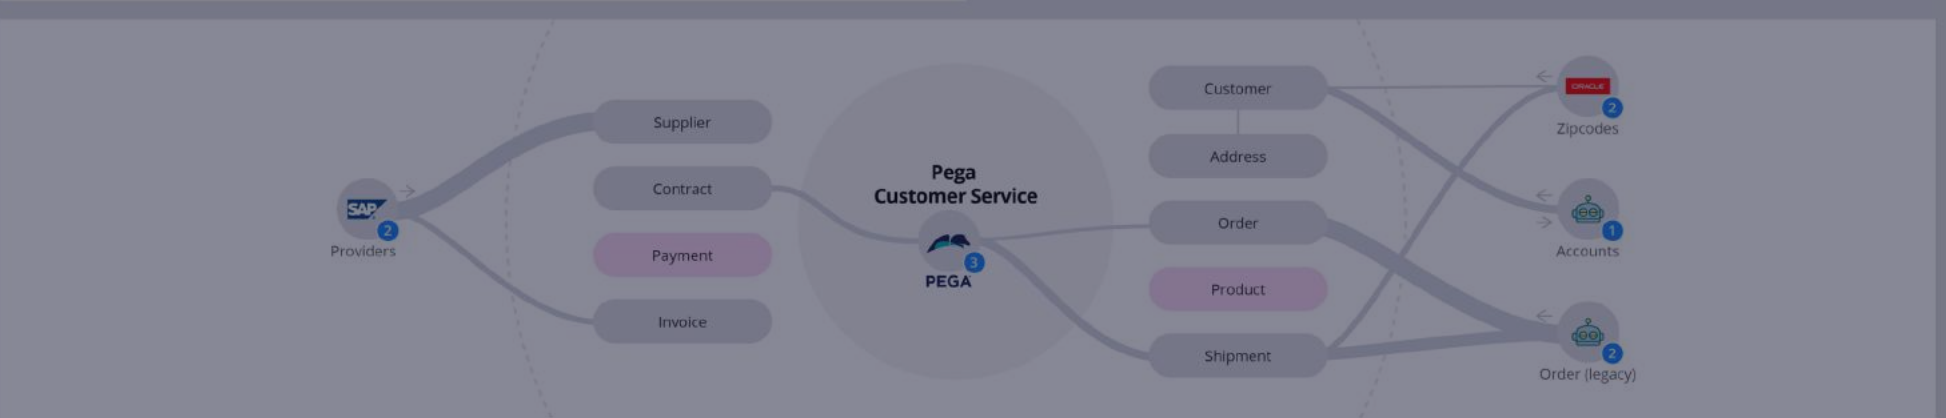 SAP
2
Providers
Supplier
Contract
Payment
Invoice
Pega
Customer Service
3
PEGA
Customer
Address
Order
Product
Shipment
ORACLE
2
Zipcodes
1
Accounts
2
Order (legacy)